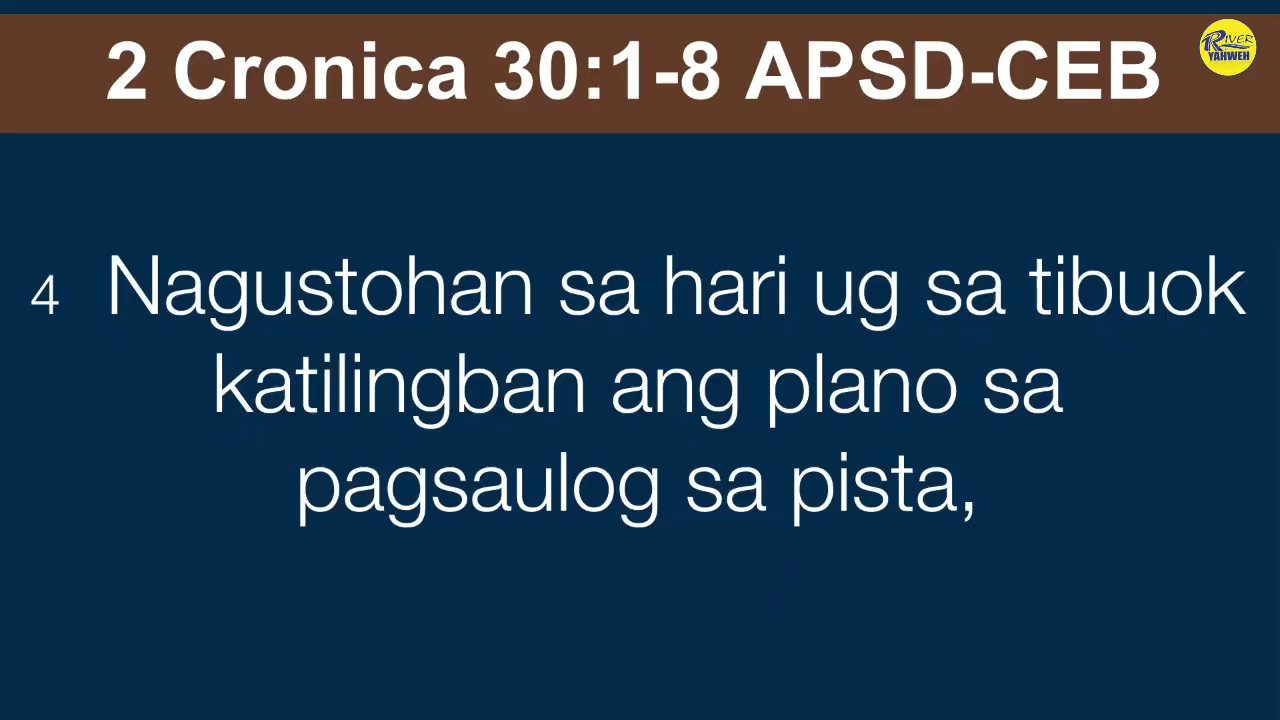 2 Cronica 30:1-8 APSD-CEB
RIVER
YAHWEH
4 Nagustohan sa hari ug sa tibuok
katilingban ang plano sa
pagsaulog sa pista,